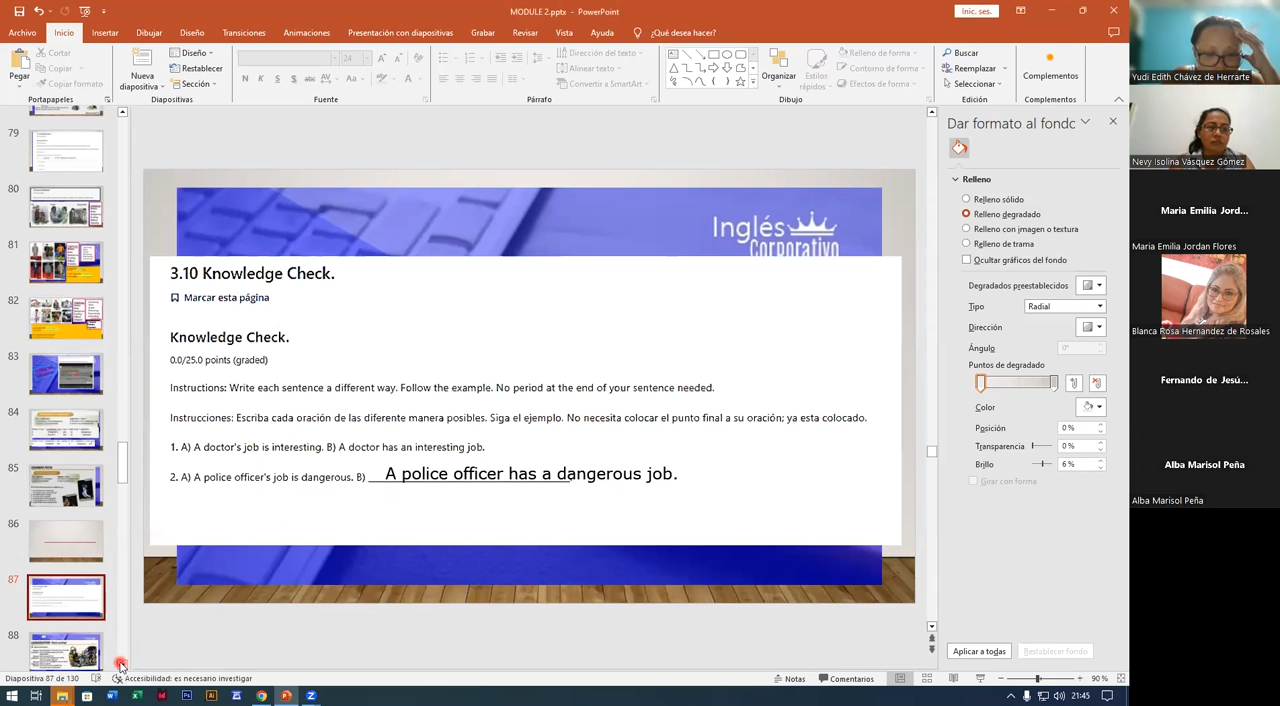 MODULE 2.pptx - PowerPoint
Inic. ses.
Archivo Inicio Insertar Dibujar Diseño Transiciones Animaciones Presentación con diapositivas Grabar Revisar Vista Ayuda ¿Qué desea hacer?
Pegar
Cortar
Copiar
Copiar formato
Portapapeles
Nueva diapositiva
Diseño
Restablecer
Sección
Diapositivas
24
N K S S abc AV Aa A
Fuente
Dirección del texto
Alinear texto
Convertir a SmartArt
Párrafo
Organizar
Estilos rápidos
Relleno de forma
Contorno de forma
Efectos de forma
Dibujo
Buscar
Reemplazar
Seleccionar
Edición
Complementos
Complementos
79
80
81
82
83
84
85
86
87
88
Inglés
Corporativo
3.10 Knowledge Check.
Marcar esta página
Knowledge Check.
0.0/25.0 points (graded)
Instructions: Write each sentence a different way. Follow the example. No period at the end of your sentence needed.
Instrucciones: Escriba cada oración de las diferente manera posible. Siga el ejemplo. No necesita colocar el punto final a la oración ya esta colocado.
1. A) A doctor's job is interesting. B) A doctor has an interesting job.
2. A) A police officer's job is dangerous. B) A police officer has a dangerous job.
Dar formato al fondo
Relleno
Relleno sólido
Relleno degradado
Relleno con imagen o textura
Relleno de trama
Ocultar gráficos del fondo
Degradados preestablecidos
Tipo Radial
Dirección
Ángulo 0°
Puntos de degradado
Color
Posición 0 %
Transparencia 0 %
Brillo 6 %
Girar con forma
Aplicar a todas
Restablecer fondo
Yudi Edith Chávez de Herrarte
Nevy Isolina Vásquez Gómez
Maria Emilia Jord...
Maria Emilia Jordan Flores
Blanca Rosa Hernandez de Rosales
Fernando de Jesú...
Alba Marisol Peña
Alba Marisol Peña
Diapositiva 87 de 130
Accesibilidad: es necesario investigar
Notas
Comentarios
90 %
21:45